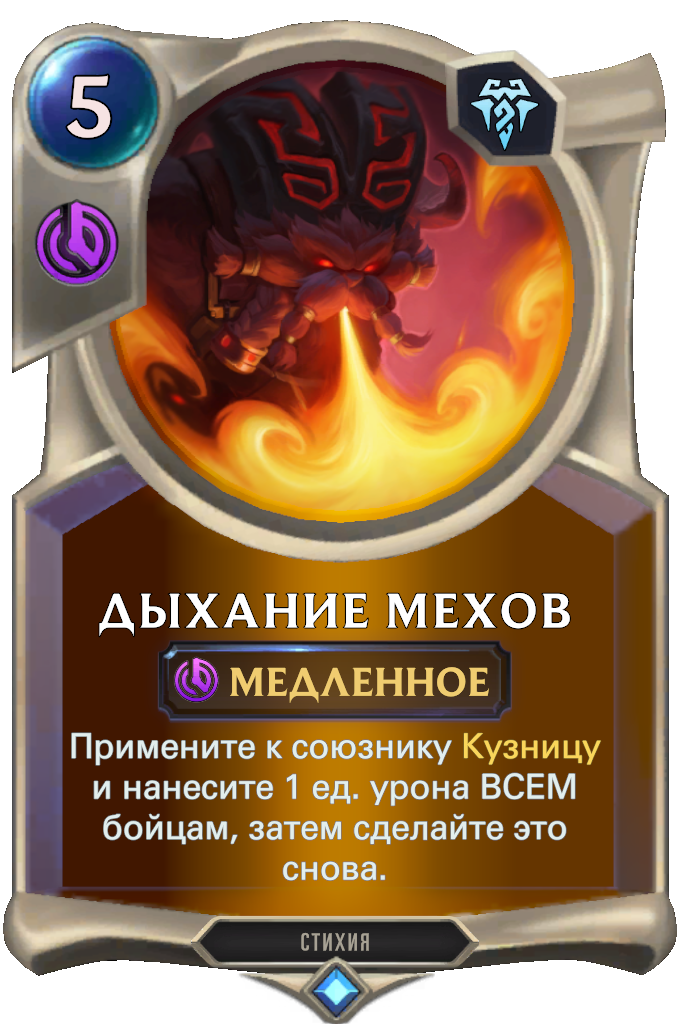 5
ДЫХАНИЕ МЕХОВ
МЕДЛЕННОЕ
Примените к союзнику Кузницу
и нанесите 1 ед. урона ВСЕМ
бойцам, затем сделайте это
снова.
СТИХИЯ